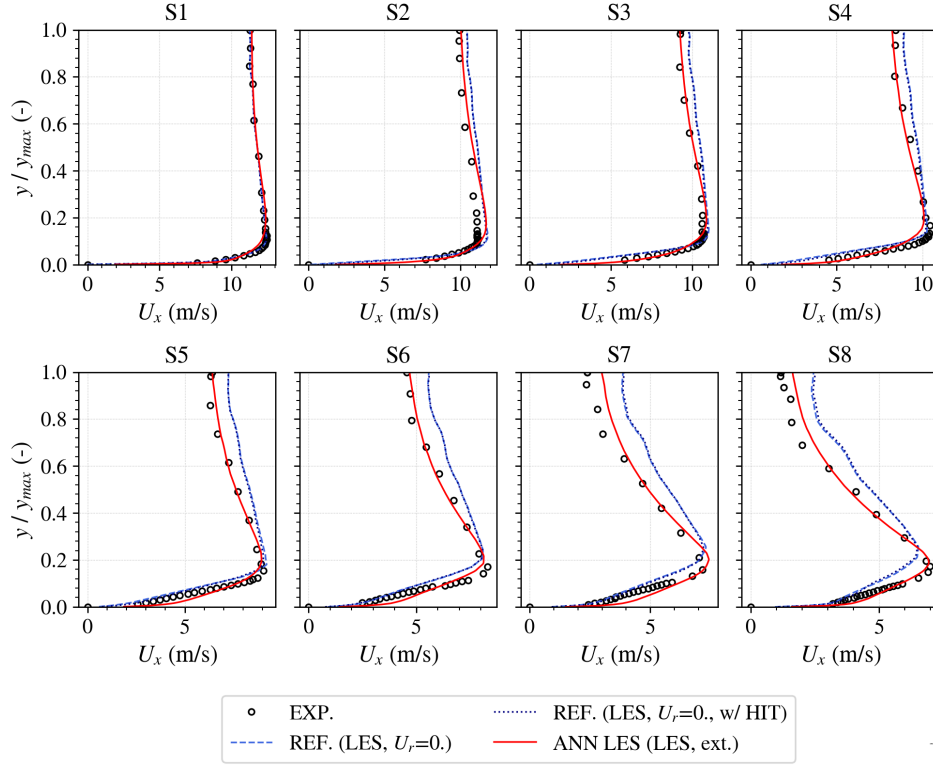 S1 S2 S3 S4
1.0
0.8
0.6
0.4
0.2
0.0
y / y_max (-)
0 5 10
0 5 10
0 5 10
0 5 10
U_x (m/s) U_x (m/s) U_x (m/s) U_x (m/s)
S5 S6 S7 S8
1.0
0.8
0.6
0.4
0.2
0.0
y / y_max (-)
0 5
0 5
0 5
0 5
U_x (m/s) U_x (m/s) U_x (m/s) U_x (m/s)
EXP.
REF. (LES, U_r=0.)
REF. (LES, U_r=0., w/ HIT)
ANN LES (LES, ext.)